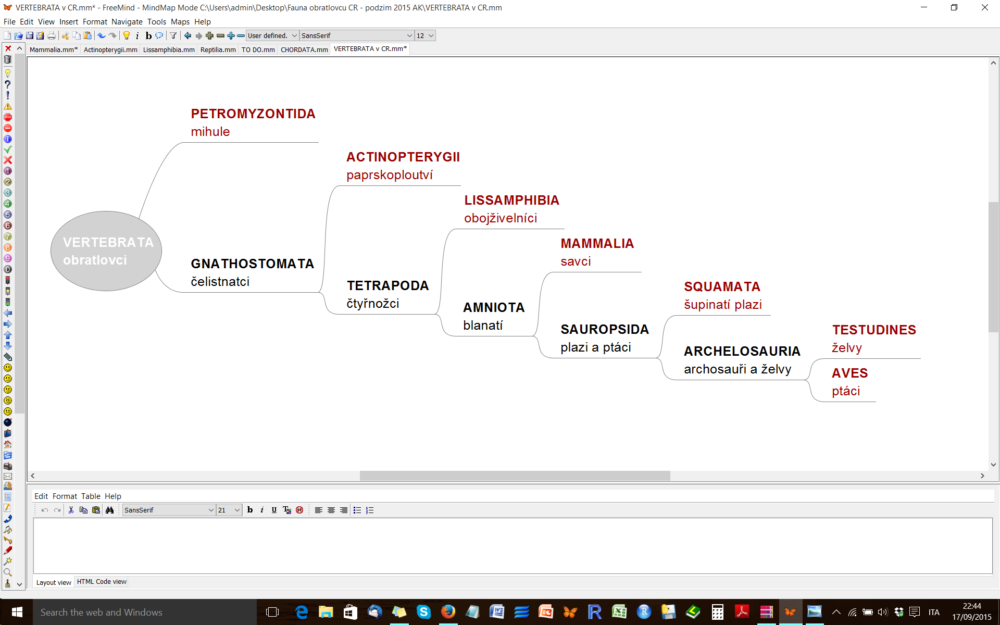 VERTEBRATA v CR.mm* - FreeMind - MindMap Mode C:\Users\admin\Desktop\Fauna obratlovcu CR - podzim 2015 AK\VERTEBRATA v CR.mm
File Edit View Insert Format Navigate Tools Maps Help
User defined. SansSerif 12
Mammalia.mm* Actinopterygii.mm Lissamphibia.mm Reptilia.mm TO DO.mm CHORDATA.mm VERTEBRATA v CR.mm*
PETROMYZONTIDA
mihule
ACTINOPTERYGII
paprskoploutví
LISSAMPHIBIA
obojživelníci
VERTEBRATA
obratlovci
MAMMALIA
savci
GNATHOSTOMATA
čelistnatci
TETRAPODA
čtyřnožci
SQUAMATA
šupinatí plazi
AMNIOTA
blanatí
SAUROPSIDA
plazi a ptáci
TESTUDINES
želvy
ARCHELOSAURIA
archosauři a želvy
AVES
ptáci
Edit Format Table Help
SansSerif 21
Layout view HTML Code view
Search the web and Windows
ITA
22:44
17/09/2015